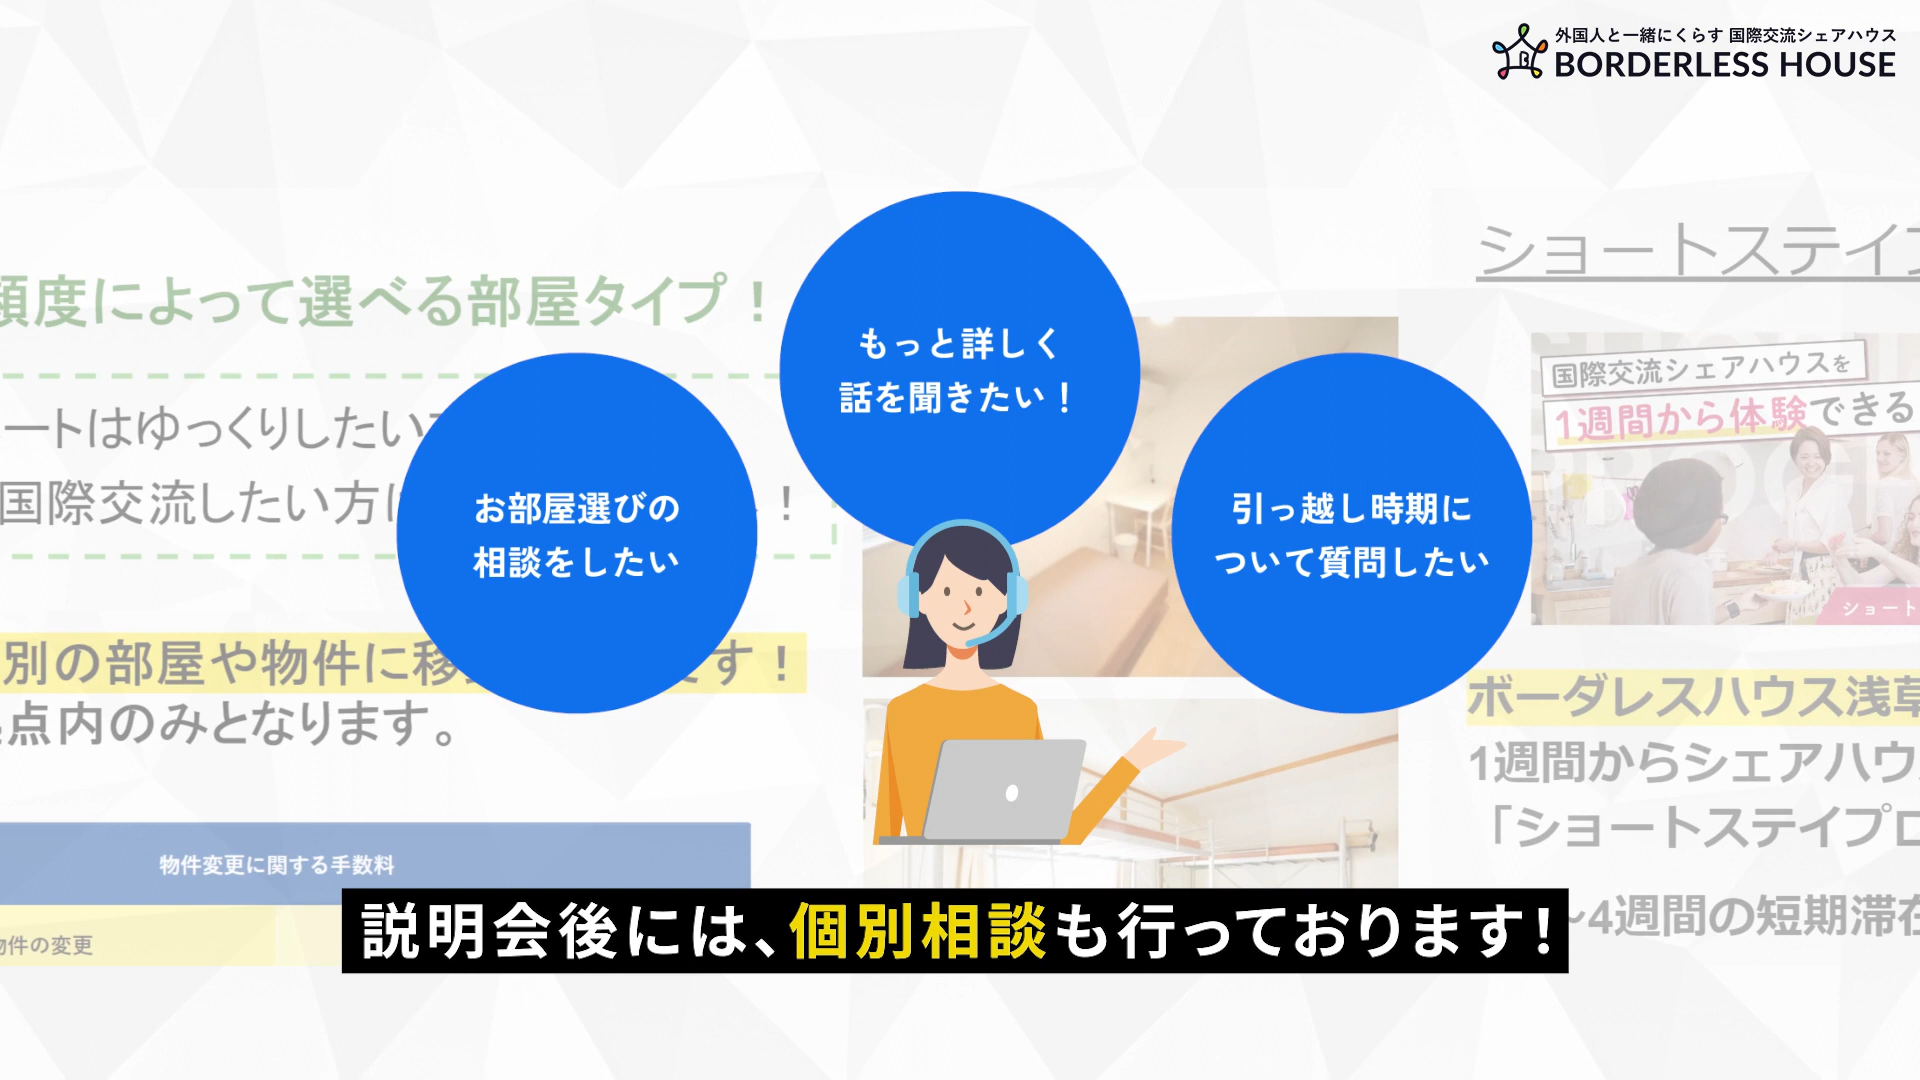 外国人と一緒にくらす 国際交流シェアハウス
BORDERLESS HOUSE
頻度によって選べる部屋タイプ！
ートはゆっくりしたい
国際交流したい方に
！
別の部屋や物件に移
す！
点内のみとなります。
物件変更に関する手数料
物件の変更
もっと詳しく
話を聞きたい！
お部屋選びの
相談をしたい
引っ越し時期に
ついて質問したい
ショートステイプ
国際交流シェアハウスを
1週間から体験できる
ショート
ボーダレスハウス浅草
1週間からシェアハウ
「ショートステイプロ
~4週間の短期滞在
説明会後には、個別相談も行っております！